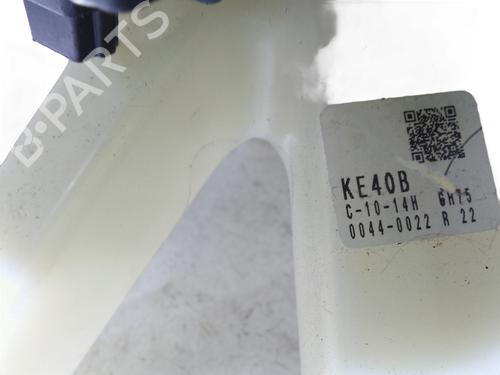 B-PARTS
KE40B
C-10-14H GH75
0044-0022 R 22